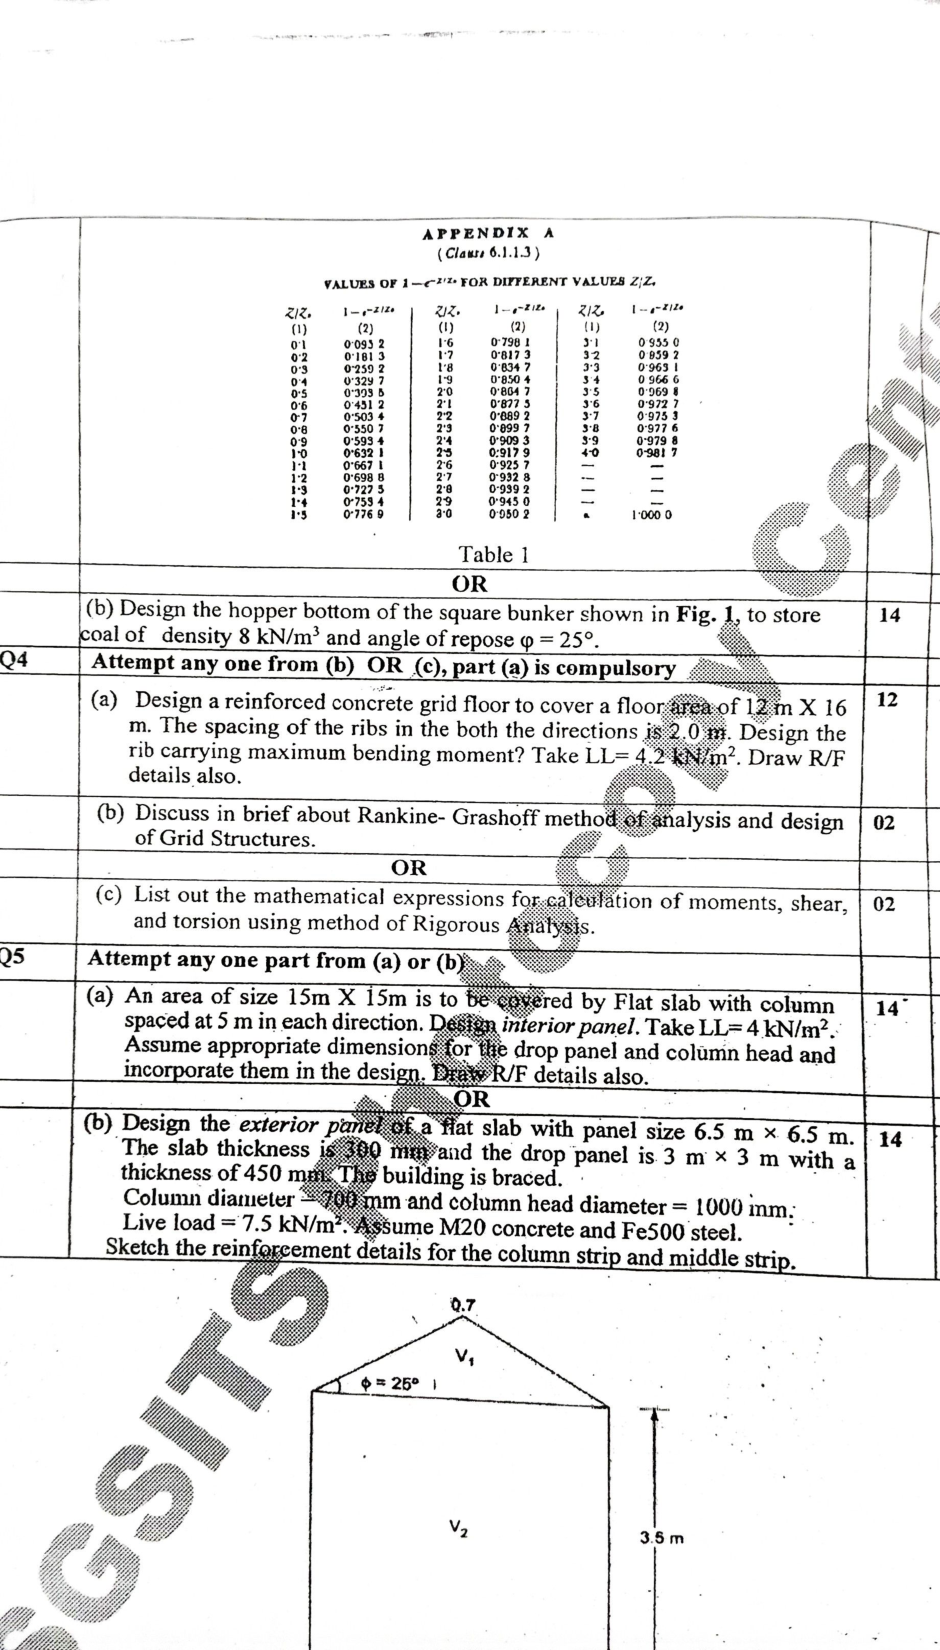 APPENDIX A
( Clause 6.1.1.3 )
VALUES OF 1−e⁻ᶻ/ᶻᵒ FOR DIFFERENT VALUES Z/Zₒ
Z/Zₒ 1−e⁻ᶻ/ᶻᵒ Z/Zₒ 1−e⁻ᶻ/ᶻᵒ Z/Zₒ 1−e⁻ᶻ/ᶻᵒ
(1) (2) (1) (2) (1) (2)
0·1 0·095 2 1·6 0·798 1 3·1 0 955 0
0·2 0·181 3 1·7 0·817 3 3·2 0 959 2
0·3 0·259 2 1·8 0·834 7 3·3 0·963 1
0·4 0·329 7 1·9 0·850 4 3 4 0 966 6
0·5 0·393 5 2·0 0·864 7 3·5 0·969 8
0·6 0·451 2 2·1 0·877 5 3·6 0·972 7
0·7 0·503 4 2·2 0·889 2 3·7 0·975 3
0·8 0·550 7 2·3 0·899 7 3·8 0·977 6
0·9 0·593 4 2·4 0·909 3 3·9 0·979 8
1·0 0·632 1 2·5 0:917 9 4·0 0·981 7
1·1 0·667 1 2·6 0·925 7 — —
1·2 0·698 8 2·7 0·932 8 — —
1·3 0·727 5 2·8 0·939 2 — —
1·4 0·753 4 2·9 0·945 0 — —
1·5 0·776 9 3·0 0·950 2 1·000 0
Table 1
OR
(b) Design the hopper bottom of the square bunker shown in Fig. 1, to store 14
coal of density 8 kN/m³ and angle of repose φ = 25°.
Q4 Attempt any one from (b) OR (c), part (a) is compulsory
(a) Design a reinforced concrete grid floor to cover a floor area of 12 m X 16 12
m. The spacing of the ribs in the both the directions is 2.0 m. Design the
rib carrying maximum bending moment? Take LL= 4.2 kN/m². Draw R/F
details also.
(b) Discuss in brief about Rankine- Grashoff method of analysis and design 02
of Grid Structures.
OR
(c) List out the mathematical expressions for calculation of moments, shear, 02
and torsion using method of Rigorous Analysis.
Q5 Attempt any one part from (a) or (b)
(a) An area of size 15m X 15m is to be covered by Flat slab with column 14
spaced at 5 m in each direction. Design interior panel. Take LL= 4 kN/m².
Assume appropriate dimensions for the drop panel and column head and
incorporate them in the design. Draw R/F details also.
OR
(b) Design the exterior panel of a flat slab with panel size 6.5 m × 6.5 m. 14
The slab thickness is 300 mm and the drop panel is 3 m × 3 m with a
thickness of 450 mm. The building is braced.
Column diameter = 700 mm and column head diameter = 1000 mm.
Live load = 7.5 kN/m². Assume M20 concrete and Fe500 steel.
Sketch the reinforcement details for the column strip and middle strip.
0.7
V₁
φ = 25°
V₂
3.5 m
SGSITS Photocopy Cent